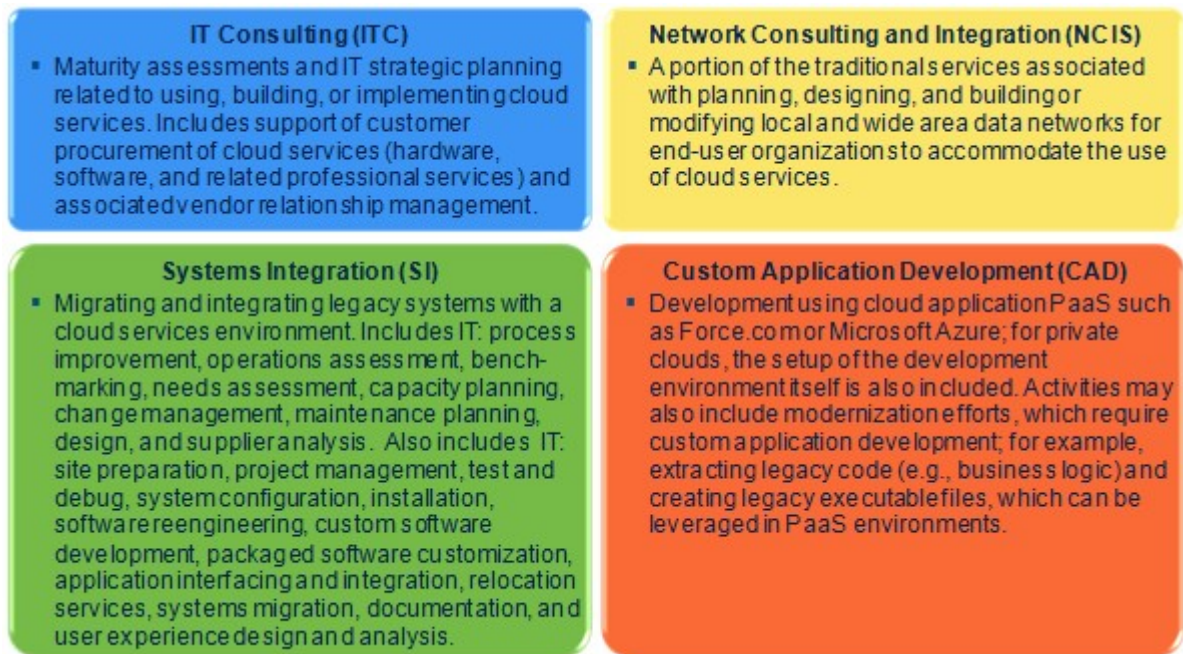 IT Consulting (ITC)
▪ Maturity assessments and IT strategic planning
related to using, building, or implementing cloud
services. Includes support of customer
procurement of cloud services (hardware,
software, and related professional services) and
associated vendor relationship management.
Network Consulting and Integration (NCIS)
▪ A portion of the traditional services associated
with planning, designing, and building or
modifying local and wide area data networks for
end-user organizations to accommodate the use
of cloud services.
Systems Integration (SI)
▪ Migrating and integrating legacy systems with a
cloud services environment. Includes IT: process
improvement, operations assessment, bench-
marking, needs assessment, capacity planning,
change management, maintenance planning,
design, and supplier analysis. Also includes IT:
site preparation, project management, test and
debug, system configuration, installation,
software reengineering, custom software
development, packaged software customization,
application interfacing and integration, relocation
services, systems migration, documentation, and
user experience design and analysis.
Custom Application Development (CAD)
▪ Development using cloud application PaaS such
as Force.com or Microsoft Azure; for private
clouds, the setup of the development
environment itself is also included. Activities may
also include modernization efforts, which require
custom application development; for example,
extracting legacy code (e.g., business logic) and
creating legacy executable files, which can be
leveraged in PaaS environments.